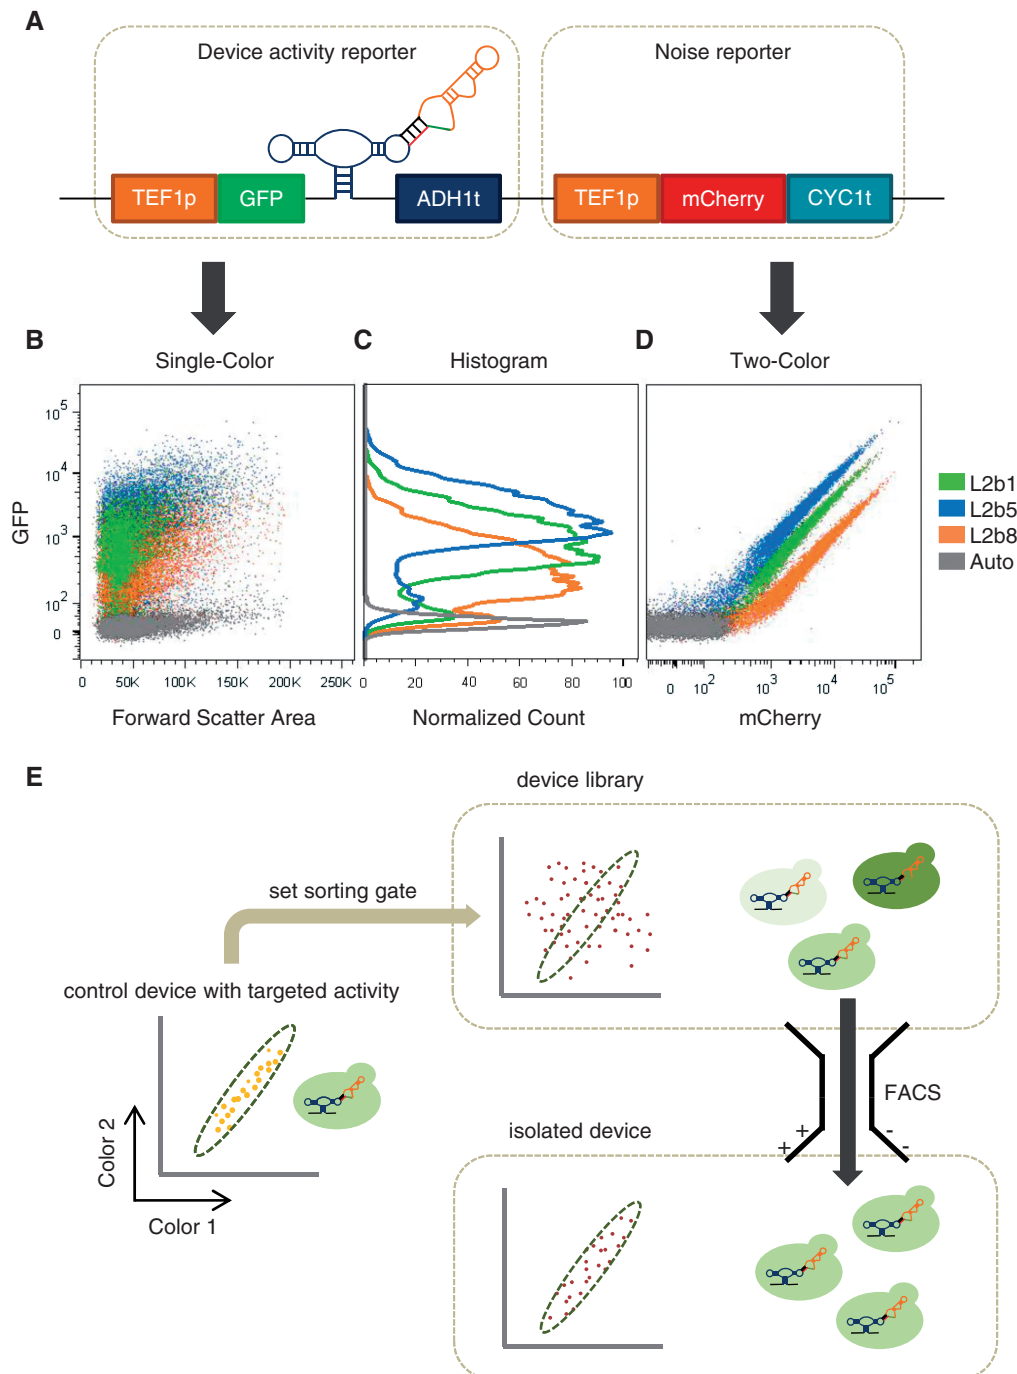 A
Device activity reporter
Noise reporter
TEF1p
GFP
ADH1t
TEF1p
mCherry
CYC1t
B
C
D
Single-Color
Histogram
Two-Color
GFP
10^5
10^4
10^3
10^2
0
0
50K
100K
150K
200K
250K
Forward Scatter Area
0
20
40
60
80
100
Normalized Count
0
10^2
10^3
10^4
10^5
mCherry
L2b1
L2b5
L2b8
Auto
E
device library
set sorting gate
control device with targeted activity
Color 2
Color 1
FACS
+
+
-
-
isolated device